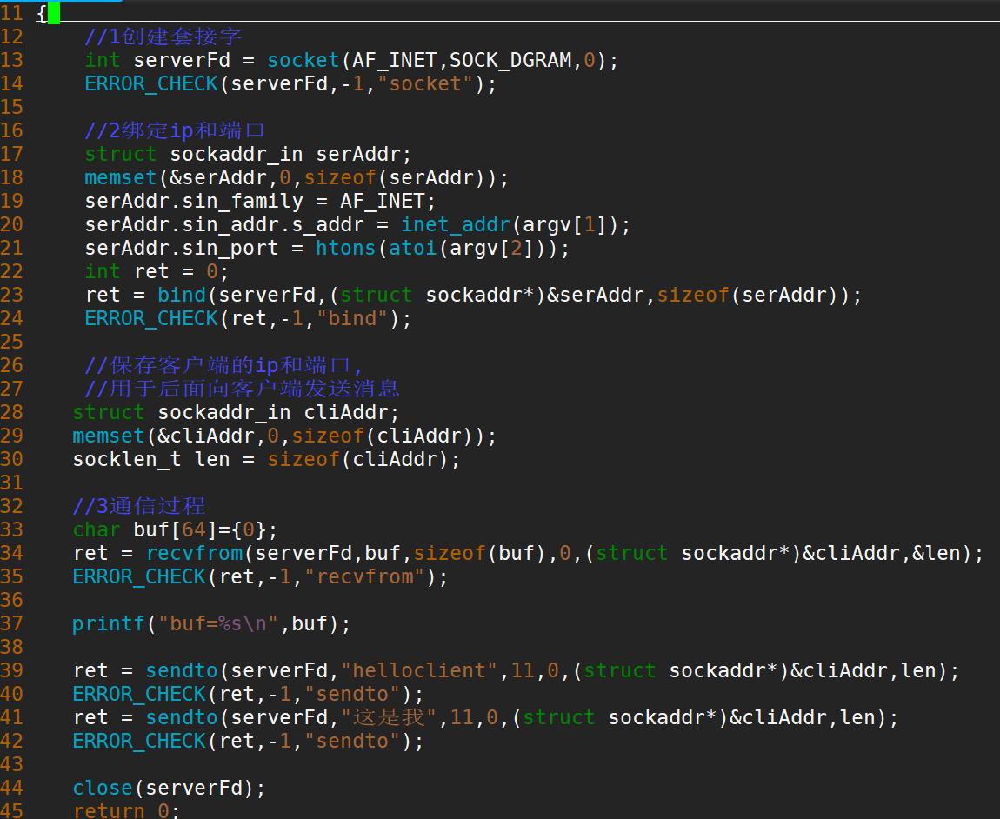 11 {
12 //1创建套接字
13 int serverFd = socket(AF_INET,SOCK_DGRAM,0);
14 ERROR_CHECK(serverFd,-1,"socket");
15
16 //2绑定ip和端口
17 struct sockaddr_in serAddr;
18 memset(&serAddr,0,sizeof(serAddr));
19 serAddr.sin_family = AF_INET;
20 serAddr.sin_addr.s_addr = inet_addr(argv[1]);
21 serAddr.sin_port = htons(atoi(argv[2]));
22 int ret = 0;
23 ret = bind(serverFd,(struct sockaddr*)&serAddr,sizeof(serAddr));
24 ERROR_CHECK(ret,-1,"bind");
25
26 //保存客户端的ip和端口,
27 //用于后面向客户端发送消息
28 struct sockaddr_in cliAddr;
29 memset(&cliAddr,0,sizeof(cliAddr));
30 socklen_t len = sizeof(cliAddr);
31
32 //3通信过程
33 char buf[64]={0};
34 ret = recvfrom(serverFd,buf,sizeof(buf),0,(struct sockaddr*)&cliAddr,&len);
35 ERROR_CHECK(ret,-1,"recvfrom");
36
37 printf("buf=%s\n",buf);
38
39 ret = sendto(serverFd,"helloclient",11,0,(struct sockaddr*)&cliAddr,len);
40 ERROR_CHECK(ret,-1,"sendto");
41 ret = sendto(serverFd,"这是我",11,0,(struct sockaddr*)&cliAddr,len);
42 ERROR_CHECK(ret,-1,"sendto");
43
44 close(serverFd);
45 return 0;